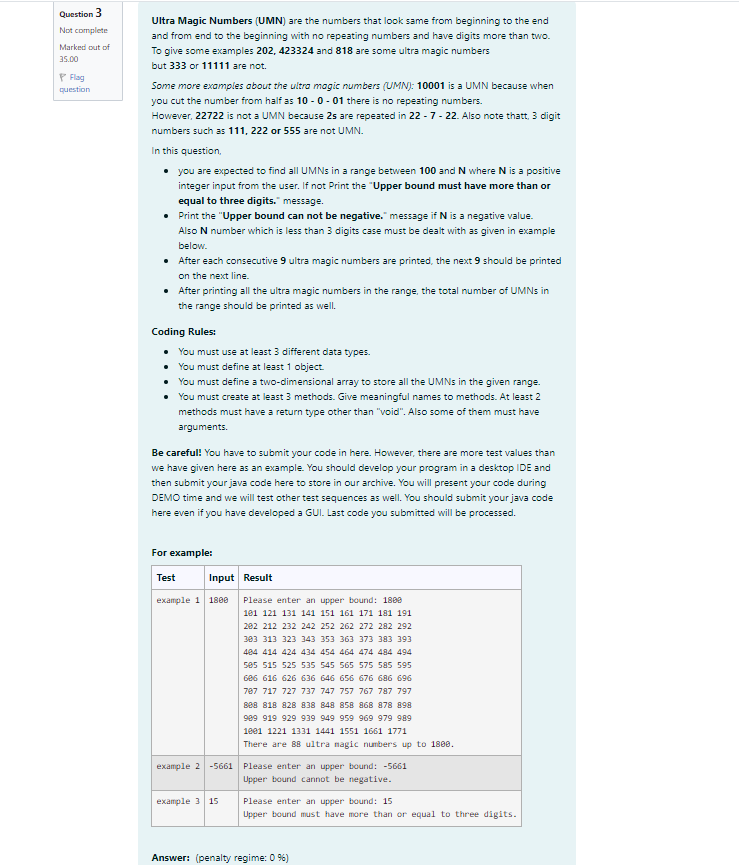 Question 3
Not complete
Marked out of
35.00
Flag
question
Ultra Magic Numbers (UMN) are the numbers that look same from beginning to the end
and from end to the beginning with no repeating numbers and have digits more than two.
To give some examples 202, 423324 and 818 are some ultra magic numbers
but 333 or 11111 are not.
Some more examples about the ultra magic numbers (UMN): 10001 is a UMN because when
you cut the number from half as 10 - 0 - 01 there is no repeating numbers.
However, 22722 is not a UMN because 2s are repeated in 22 - 7 - 22. Also note thatt, 3 digit
numbers such as 111, 222 or 555 are not UMN.
In this question,
• you are expected to find all UMNs in a range between 100 and N where N is a positive
integer input from the user. If not Print the "Upper bound must have more than or
equal to three digits." message.
• Print the "Upper bound can not be negative." message if N is a negative value.
Also N number which is less than 3 digits case must be dealt with as given in example
below.
• After each consecutive 9 ultra magic numbers are printed, the next 9 should be printed
on the next line.
• After printing all the ultra magic numbers in the range, the total number of UMNs in
the range should be printed as well.
Coding Rules:
• You must use at least 3 different data types.
• You must define at least 1 object.
• You must define a two-dimensional array to store all the UMNs in the given range.
• You must create at least 3 methods. Give meaningful names to methods. At least 2
methods must have a return type other than "void". Also some of them must have
arguments.
Be careful! You have to submit your code in here. However, there are more test values than
we have given here as an example. You should develop your program in a desktop IDE and
then submit your java code here to store in our archive. You will present your code during
DEMO time and we will test other test sequences as well. You should submit your java code
here even if you have developed a GUI. Last code you submitted will be processed.
For example:
Test Input Result
example 1 1800 Please enter an upper bound: 1800
101 121 131 141 151 161 171 181 191
202 212 232 242 252 262 272 282 292
303 313 323 343 353 363 373 383 393
404 414 424 434 454 464 474 484 494
505 515 525 535 545 565 575 585 595
606 616 626 636 646 656 676 686 696
707 717 727 737 747 757 767 787 797
808 818 828 838 848 858 868 878 898
909 919 929 939 949 959 969 979 989
1001 1221 1331 1441 1551 1661 1771
There are 88 ultra magic numbers up to 1800.
example 2 -5661 Please enter an upper bound: -5661
Upper bound cannot be negative.
example 3 15 Please enter an upper bound: 15
Upper bound must have more than or equal to three digits.
Answer: (penalty regime: 0 %)